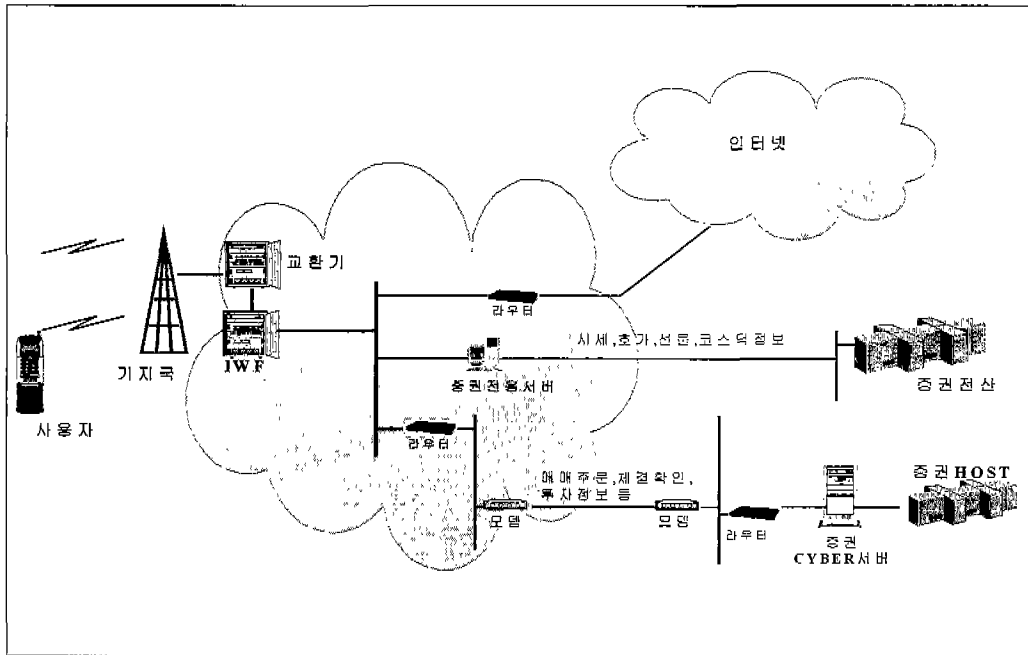 인터넷
교환기
라우터
IWF
시세,호가,선물,코스닥정보
기지국
증권전용서버
증권전산
사용자
라우터
매매주문,체결확인,
투자정보 등
증권HOST
모뎀
모뎀
라우터
증권
CYBER서버